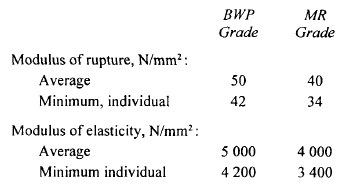 BWP MR
Grade Grade
Modulus of rupture, N/mm²:
Average 50 40
Minimum, individual 42 34
Modulus of elasticity, N/mm²:
Average 5 000 4 000
Minimum individual 4 200 3 400